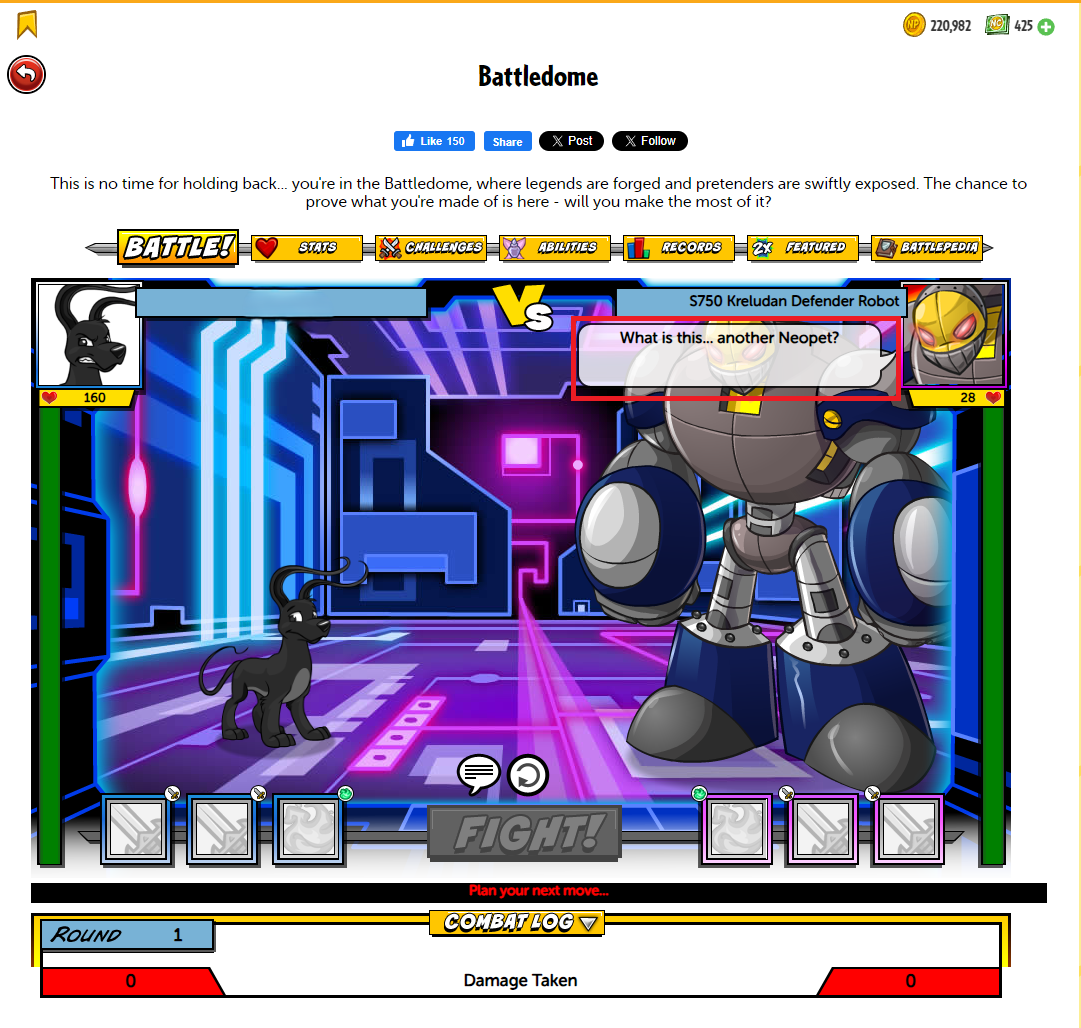 NP 220,982 NC 425
Battledome
Like 150 Share Post Follow
This is no time for holding back... you're in the Battledome, where legends are forged and pretenders are swiftly exposed. The chance to
prove what you're made of is here - will you make the most of it?
BATTLE! STATS CHALLENGES ABILITIES RECORDS 2X FEATURED BATTLEPEDIA
Vs
S750 Kreludan Defender Robot
What is this... another Neopet?
160
28
FIGHT!
Plan your next move...
COMBAT LOG
ROUND 1
0 Damage Taken 0